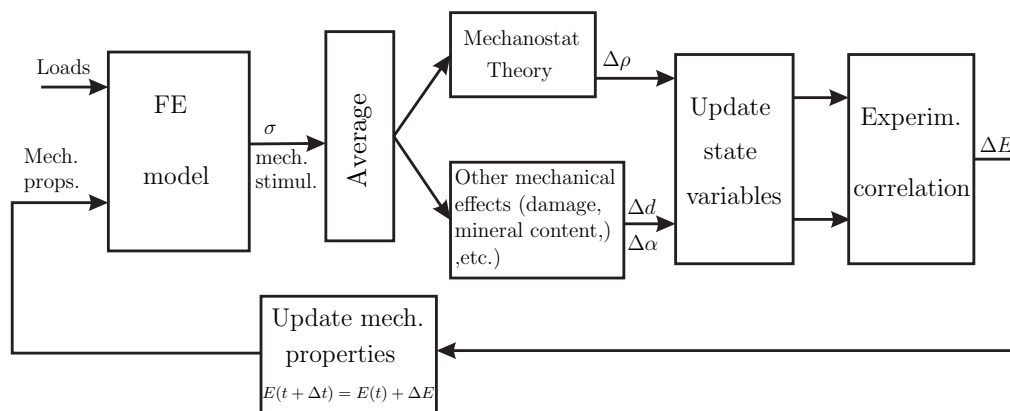 Loads
Mech.
props.
FE
model
σ
mech.
stimul.
Average
Mechanostat
Theory
Δρ
Other mechanical
effects (damage,
mineral content,)
,etc.)
Δd
Δα
Update
state
variables
Experim.
correlation
ΔE
Update mech.
properties
E(t + Δt) = E(t) + ΔE